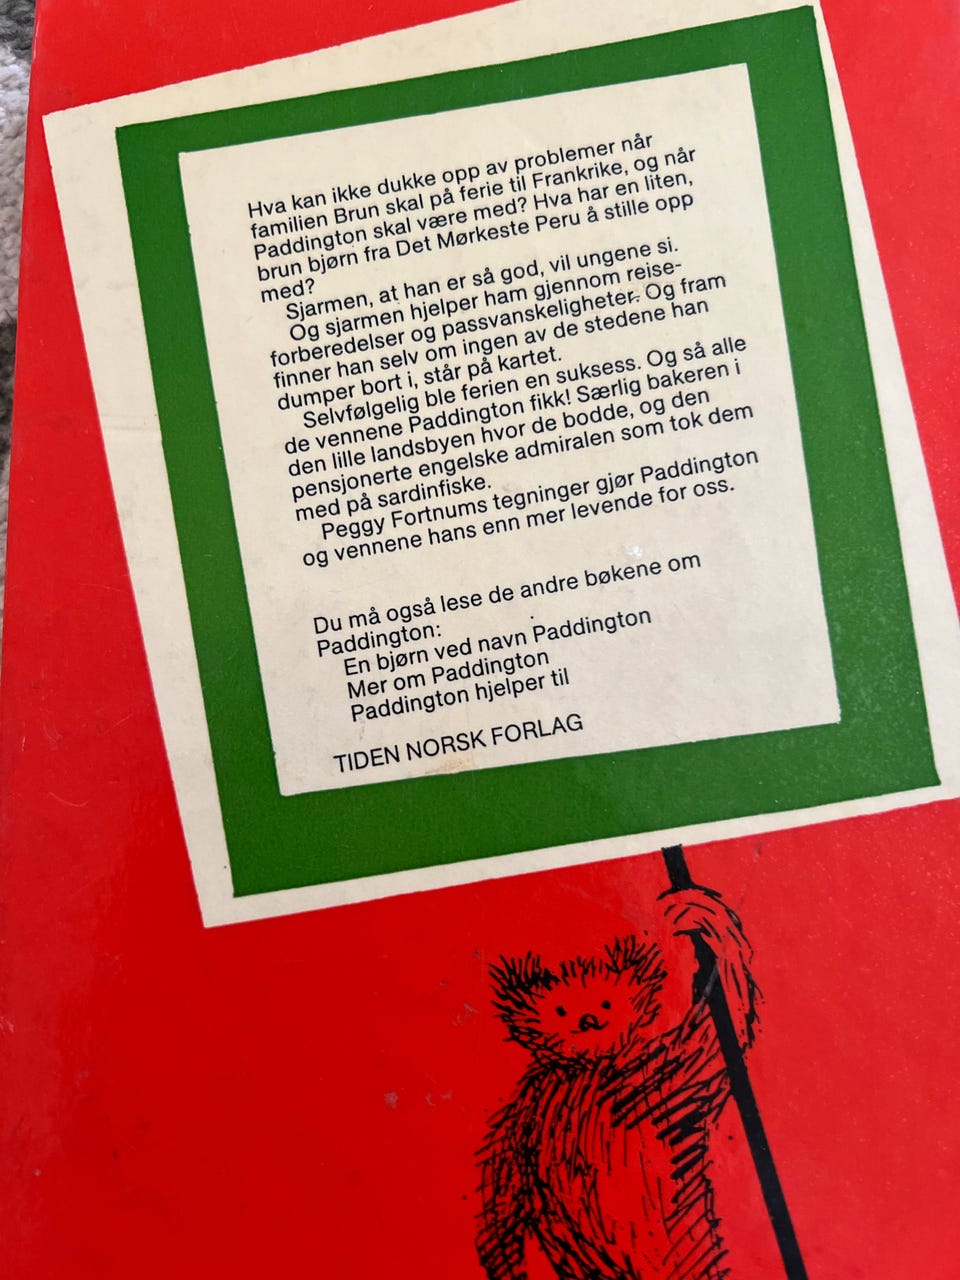 Hva kan ikke dukke opp av problemer når
familien Brun skal på ferie til Frankrike, og når
Paddington skal være med? Hva har en liten,
brun bjørn fra Det Mørkeste Peru å stille opp
med?
Sjarmen, at han er så god, vil ungene si.
Og sjarmen hjelper ham gjennom reise-
forberedelser og passvanskeligheter. Og fram
finner han selv om ingen av de stedene han
dumper bort i, står på kartet.
Selvfølgelig ble ferien en suksess. Og så alle
de vennene Paddington fikk! Særlig bakeren i
den lille landsbyen hvor de bodde, og den
pensjonerte engelske admiralen som tok dem
med på sardinfiske.
Peggy Fortnums tegninger gjør Paddington
og vennene hans enn mer levende for oss.
Du må også lese de andre bøkene om
Paddington:
En bjørn ved navn Paddington
Mer om Paddington
Paddington hjelper til
TIDEN NORSK FORLAG